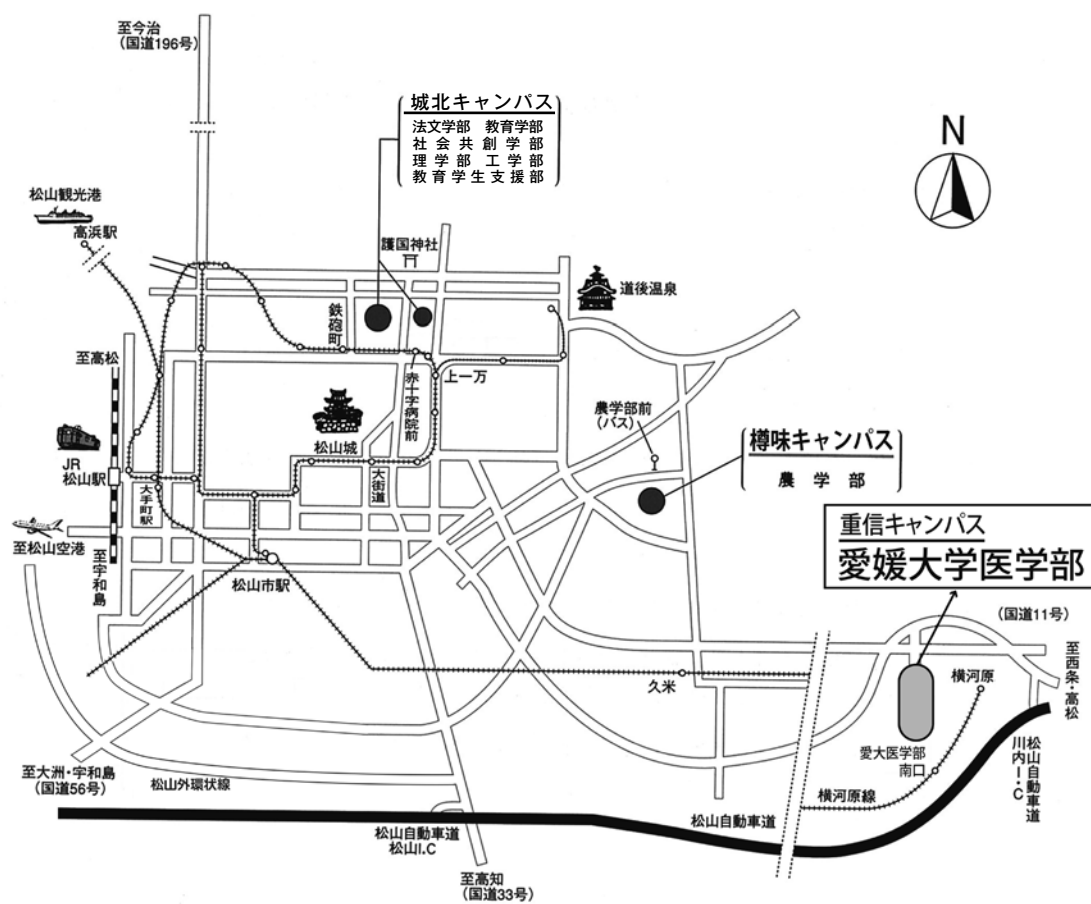 至今治
(国道196号)
城北キャンパス
法文学部　教育学部
社会共創学部
理学部　工学部
教育学生支援部
N
松山観光港
高浜駅
護国神社
道後温泉
鉄砲町
至高松
上一万
赤十字病院前
農学部前
(バス)
樽味キャンパス
農学部
松山城
JR
松山駅
大街道
大手町駅
重信キャンパス
愛媛大学医学部
至松山空港
至宇和島
松山市駅
(国道11号)
至西条・高松
久米
横河原
愛大医学部
南口
松山自動車道
川内I・C
至大洲・宇和島
(国道56号)
松山外環状線
横河原線
松山自動車道
松山I.C
松山自動車道
至高知
(国道33号)